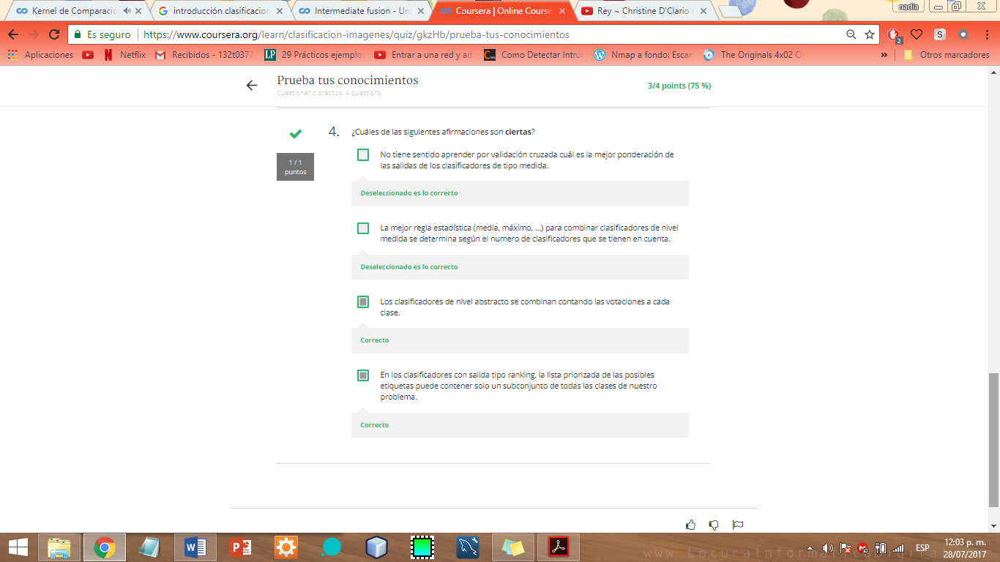 Kernel de Comparació
introducción clasificacion
Intermediate fusion - Uni
Coursera | Online Course
Rey ~ Christine D'Clario
nadia
Es seguro
https://www.coursera.org/learn/clasificacion-imagenes/quiz/gkzHb/prueba-tus-conocimientos
2
Aplicaciones
Netflix
Recibidos - 132t0377
29 Prácticos ejemplo
Entrar a una red y ad
Como Detectar Intrus
Nmap a fondo: Escan
The Originals 4x02 O
»
Otros marcadores
Prueba tus conocimientos
3/4 points (75 %)
Cuestionario práctico, 4 questions
4.
¿Cuáles de las siguientes afirmaciones son ciertas?
1 / 1
puntos
No tiene sentido aprender por validación cruzada cuál es la mejor ponderación de
las salidas de los clasificadores de tipo medida.
Deseleccionado es lo correcto
La mejor regla estadística (media, máximo, ...) para combinar clasificadores de nivel
medida se determina según el numero de clasificadores que se tienen en cuenta.
Deseleccionado es lo correcto
Los clasificadores de nivel abstracto se combinan contando las votaciones a cada
clase.
Correcto
En los clasificadores con salida tipo ranking, la lista priorizada de las posibles
etiquetas puede contener solo un subconjunto de todas las clases de nuestro
problema.
Correcto
ESP
12:03 p. m.
28/07/2017